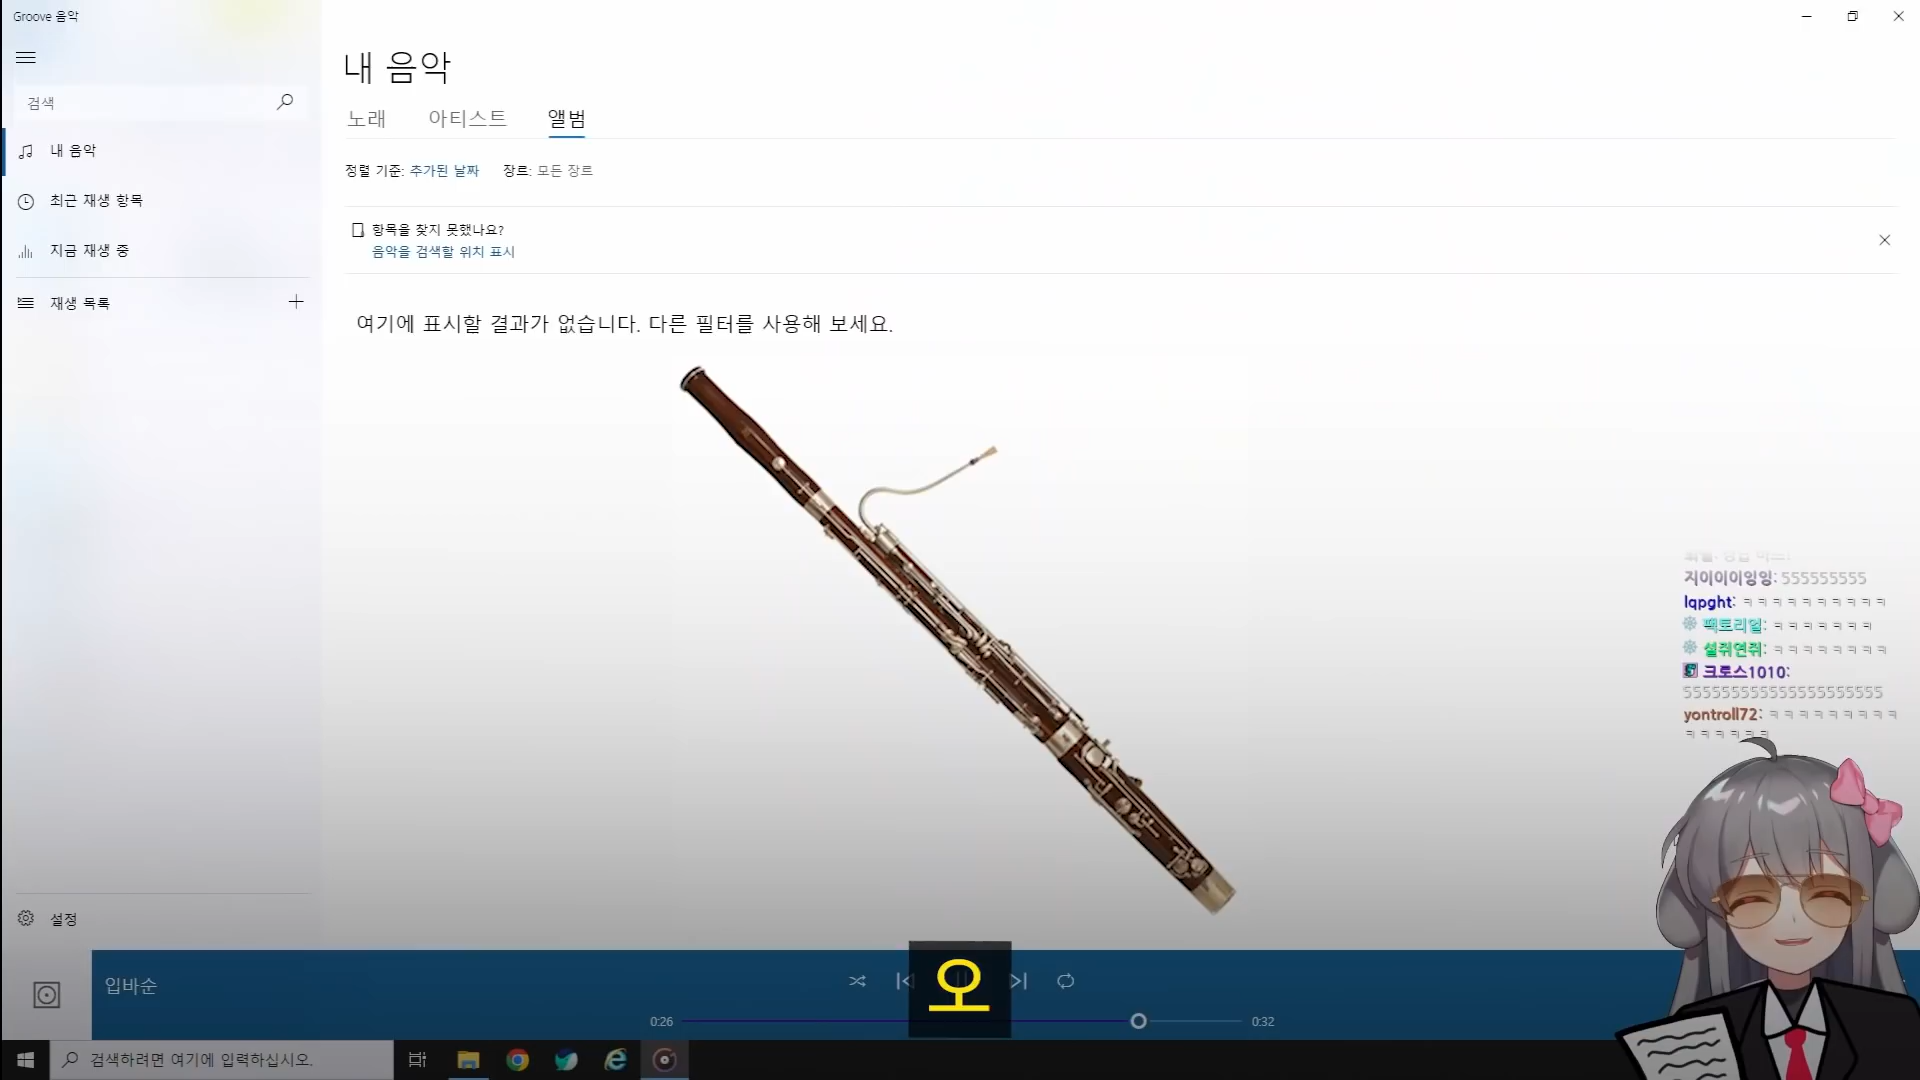 Groove 음악
검색
내 음악
최근 재생 항목
지금 재생 중
재생 목록
설정
내 음악
노래 아티스트 앨범
정렬 기준: 추가된 날짜 장르: 모든 장르
항목을 찾지 못했나요?
음악을 검색할 위치 표시
여기에 표시할 결과가 없습니다. 다른 필터를 사용해 보세요.
지이이이잉잉: 555555555
lqpght: ㅋㅋㅋㅋㅋㅋㅋㅋㅋㅋ
팩토리얼: ㅋㅋㅋㅋㅋㅋㅋ
설쥐연쥐: ㅋㅋㅋㅋㅋㅋㅋㅋ
크로스1010:
555555555555555555555
yontroll72: ㅋㅋㅋㅋㅋㅋㅋㅋㅋ
ㅋㅋㅋㅋㅋㅋ
입바순
오
0:26 0:32
검색하려면 여기에 입력하십시오.